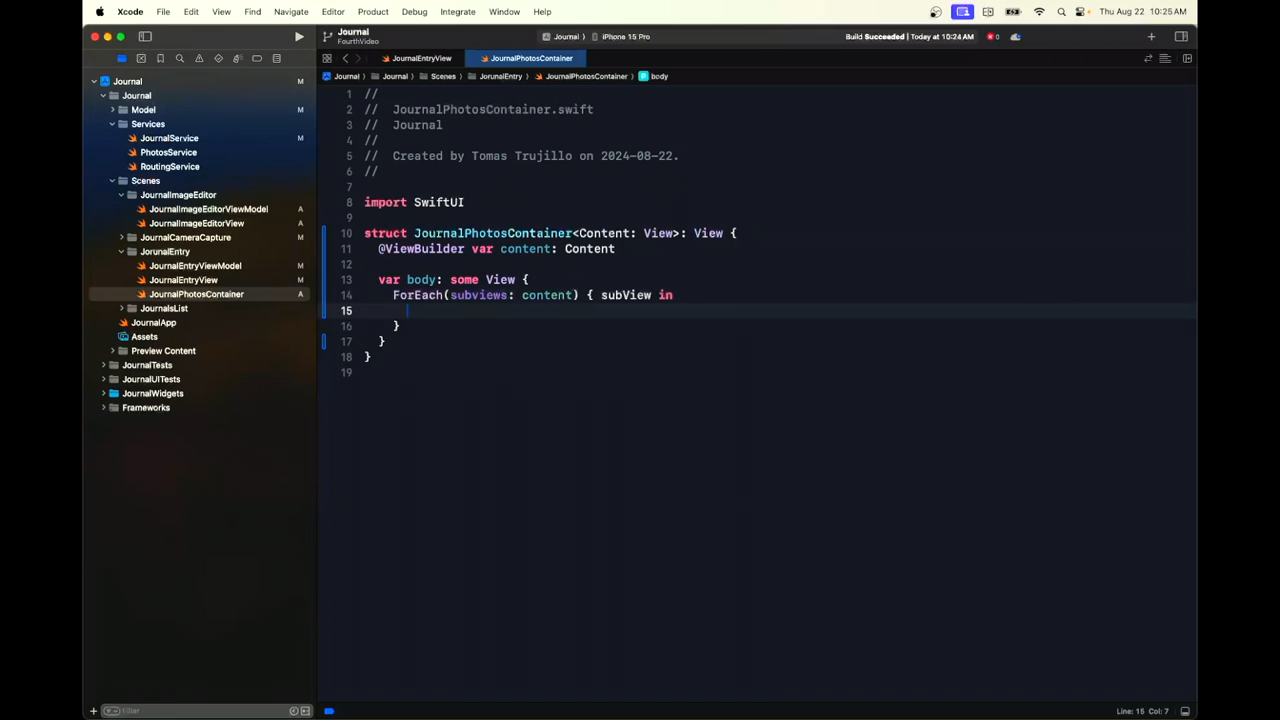 Xcode File Edit View Find Navigate Editor Product Debug Integrate Window Help Thu Aug 22 10:25 AM
Journal
FourthVideo
Journal 〉 iPhone 15 Pro
Build Succeeded | Today at 10:24 AM
0
JournalEntryView
JournalPhotosContainer
Journal 〉 Journal 〉 Scenes 〉 JorunalEntry 〉 JournalPhotosContainer 〉 P body
Journal M
Journal
Model M
Services
JournalService M
PhotosService
RoutingService
Scenes
JournalImageEditor
JournalImageEditorViewModel A
JournalImageEditorView A
JournalCameraCapture
JorunalEntry
JournalEntryViewModel A
JournalEntryView A
JournalPhotosContainer A
JournalsList
JournalApp
Assets
Preview Content
JournalTests
JournalUITests
JournalWidgets
Frameworks
Filter
1 //
2 // JournalPhotosContainer.swift
3 // Journal
4 //
5 // Created by Tomas Trujillo on 2024-08-22.
6 //
7
8 import SwiftUI
9
10 struct JournalPhotosContainer<Content: View>: View {
11 @ViewBuilder var content: Content
12
13 var body: some View {
14 ForEach(subviews: content) { subView in
15
16 }
17 }
18 }
19
Line: 15 Col: 7